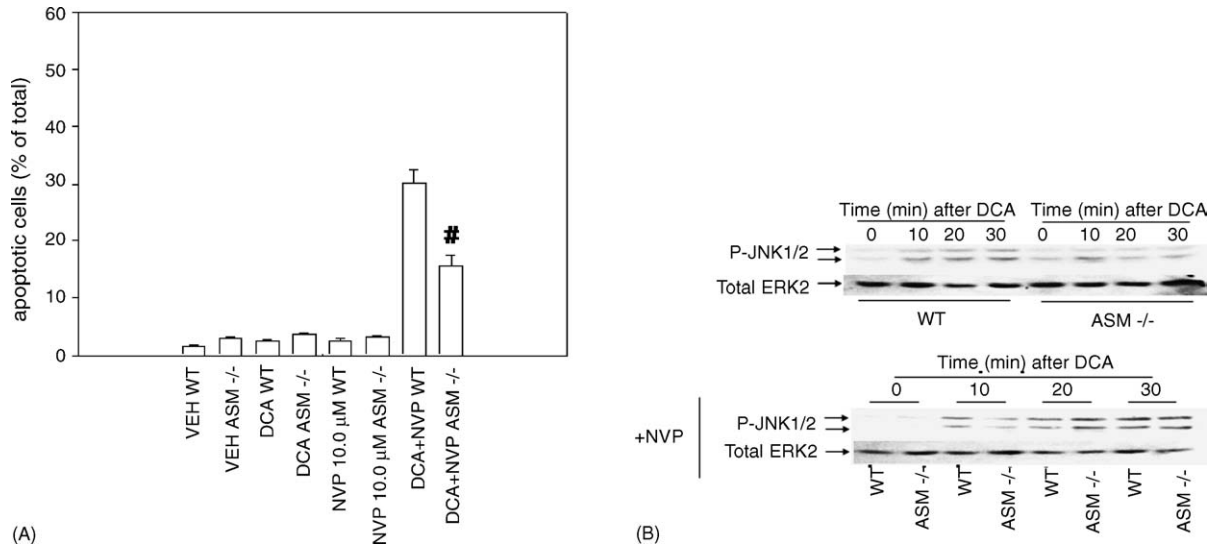 60
50
40
30
20
10
0
apoptotic cells (% of total)
#
VEH WT
VEH ASM -/-
DCA WT
DCA ASM -/-
NVP 10.0 μM WT
NVP 10.0 μM ASM -/-
DCA+NVP WT
DCA+NVP ASM -/-
(A)
Time (min) after DCA Time (min) after DCA
0 10 20 30 0 10 20 30
P-JNK1/2
Total ERK2
WT ASM -/-
Time (min) after DCA
0 10 20 30
+NVP
P-JNK1/2
Total ERK2
WT ASM -/- WT ASM -/- WT ASM -/- WT ASM -/-
(B)